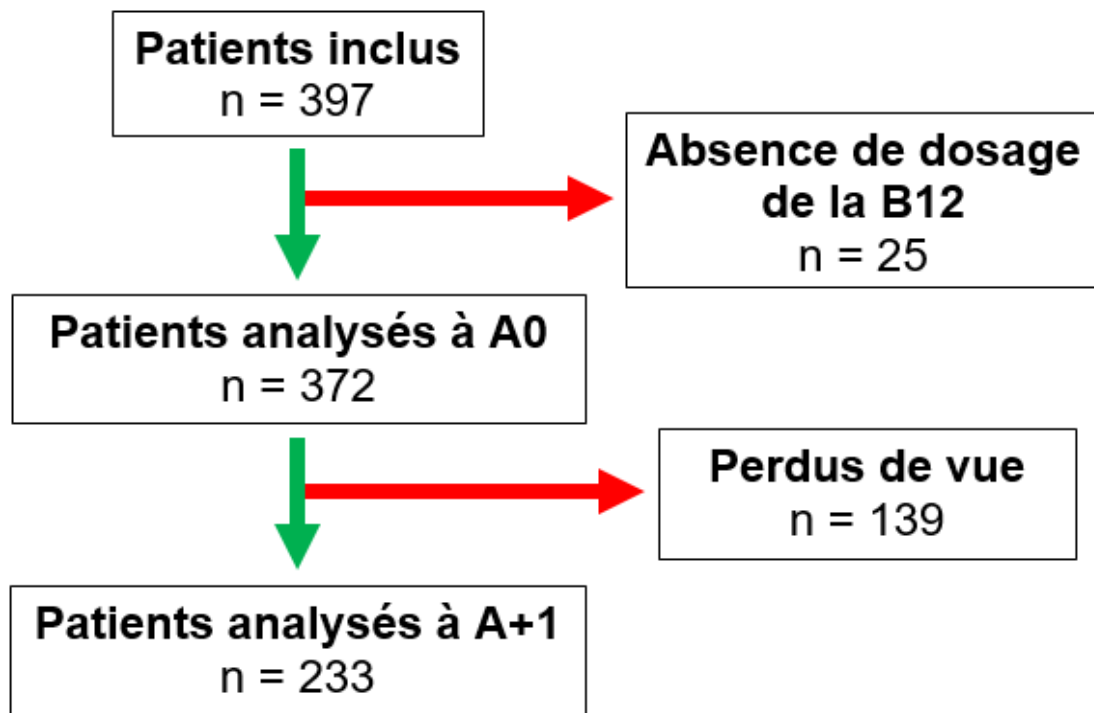 Patients inclus
n = 397
Absence de dosage
de la B12
n = 25
Patients analysés à A0
n = 372
Perdus de vue
n = 139
Patients analysés à A+1
n = 233